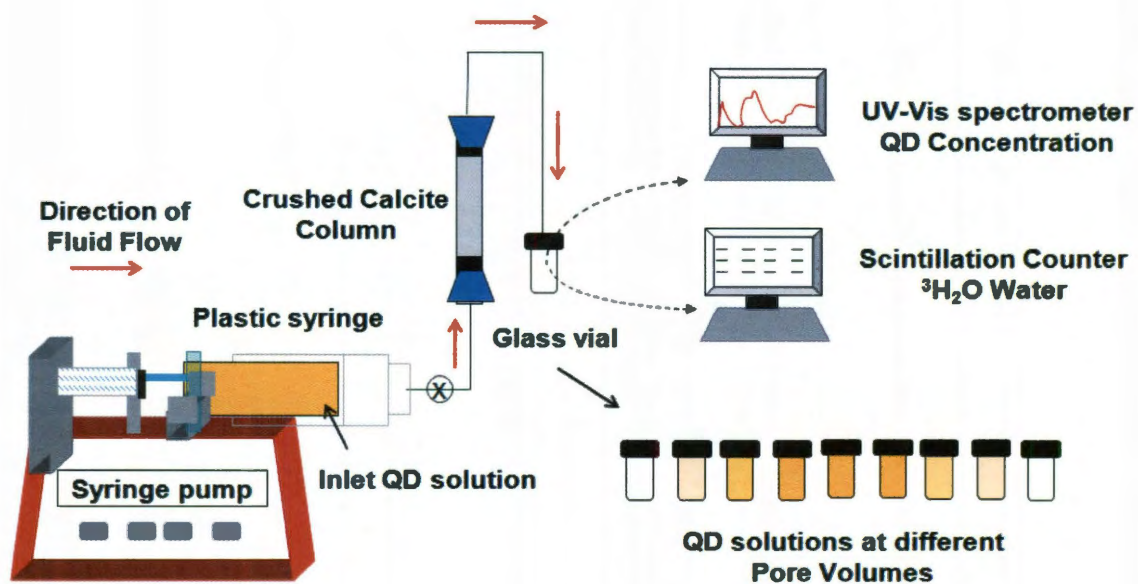 UV-Vis spectrometer
QD Concentration
Crushed Calcite
Column
Direction of
Fluid Flow
Scintillation Counter
³H₂O Water
Plastic syringe
Glass vial
X
Inlet QD solution
Syringe pump
QD solutions at different
Pore Volumes